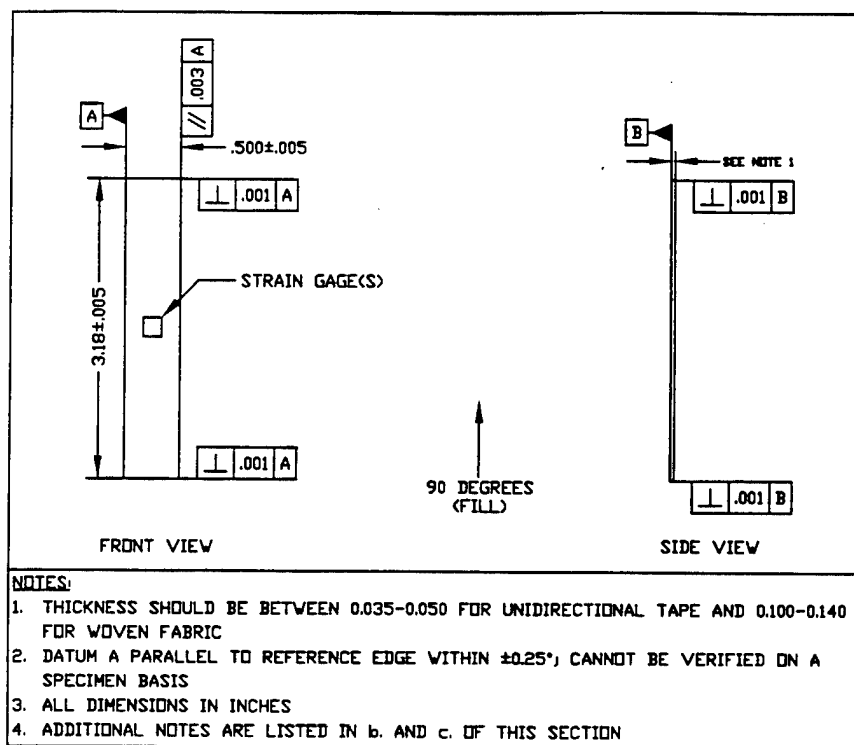 A
// .003 A
.500±.005
⊥ .001 A
3.18±.005
STRAIN GAGE(S)
⊥ .001 A
FRONT VIEW
90 DEGREES
(FILL)
B
SEE NOTE 1
⊥ .001 B
⊥ .001 B
SIDE VIEW
NOTES:
1. THICKNESS SHOULD BE BETWEEN 0.035-0.050 FOR UNIDIRECTIONAL TAPE AND 0.100-0.140
FOR WOVEN FABRIC
2. DATUM A PARALLEL TO REFERENCE EDGE WITHIN ±0.25°; CANNOT BE VERIFIED ON A
SPECIMEN BASIS
3. ALL DIMENSIONS IN INCHES
4. ADDITIONAL NOTES ARE LISTED IN b. AND c. OF THIS SECTION